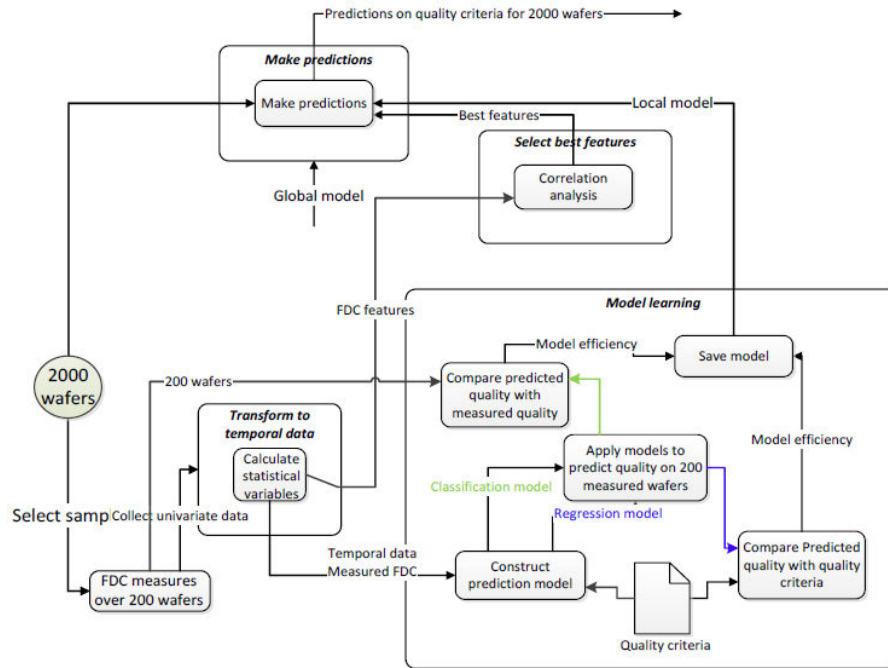 Predictions on quality criteria for 2000 wafers
Make predictions
Make predictions
Local model
Best features
Select best features
Correlation
analysis
Global model
FDC features
Model learning
Model efficiency
Save model
2000
wafers
200 wafers
Compare predicted
quality with
measured quality
Transform to
temporal data
Calculate
statistical
variables
Apply models to
predict quality on 200
measured wafers
Model efficiency
Classification model
Regression model
Select samp
Collect univariate data
Temporal data
Measured FDC
Construct
prediction model
Compare Predicted
quality with quality
criteria
FDC measures
over 200 wafers
Quality criteria